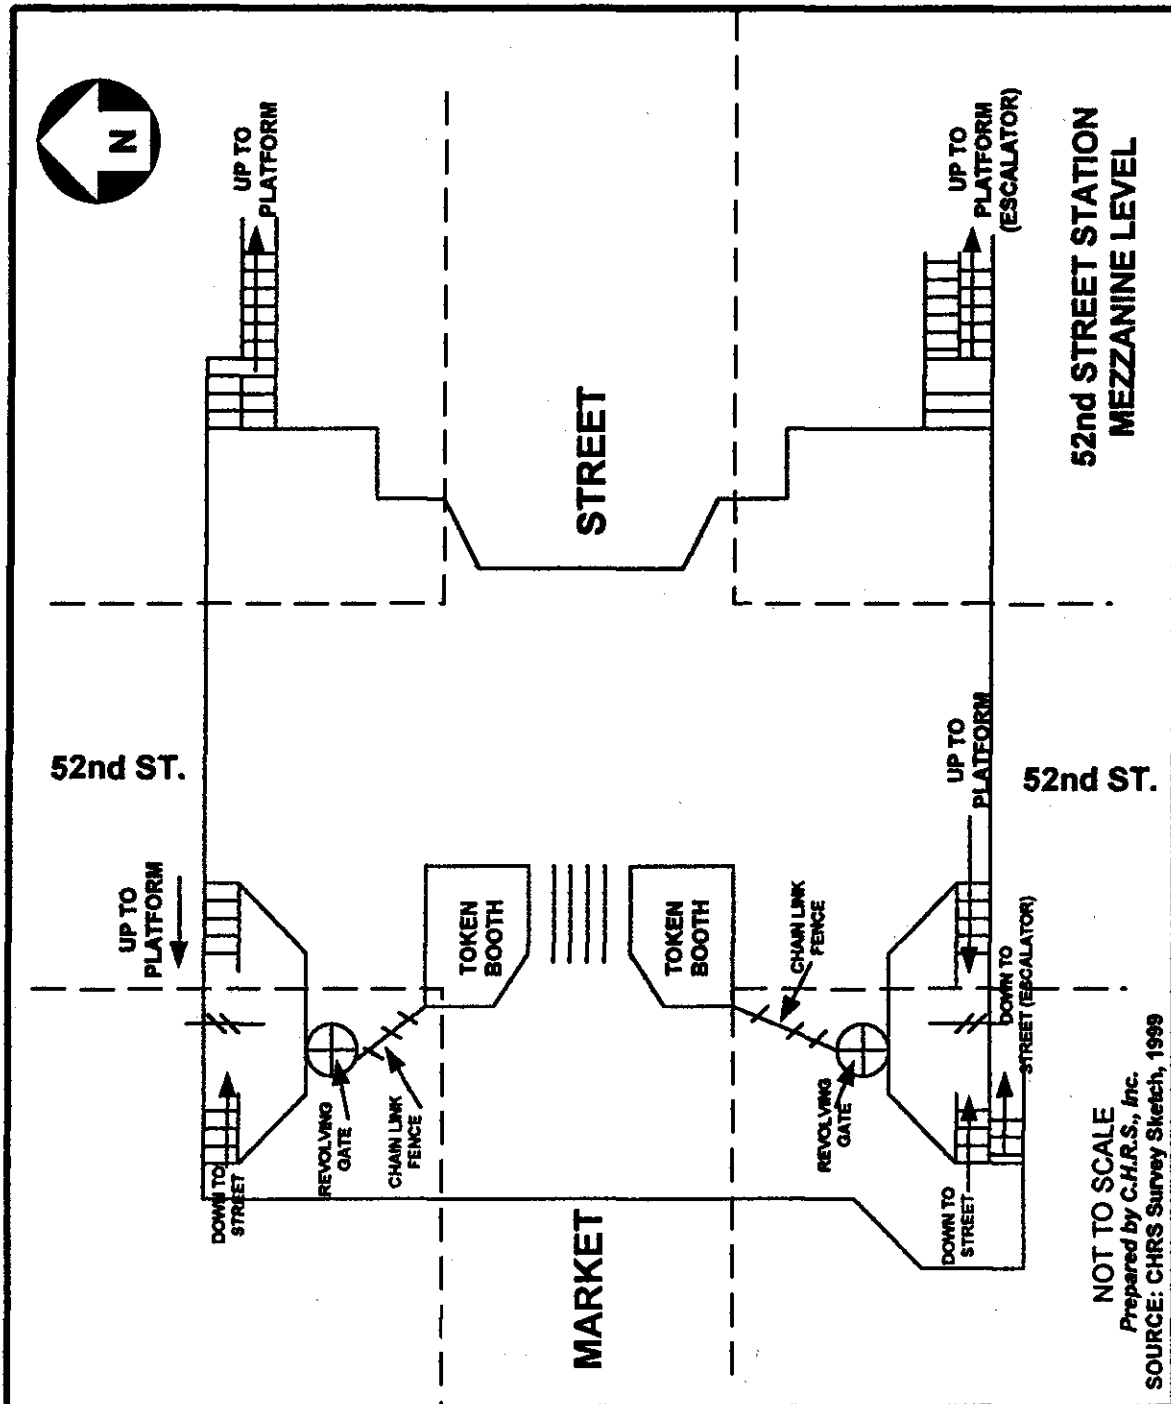 N
UP TO
PLATFORM
UP TO
PLATFORM
(ESCALATOR)
52nd STREET STATION
MEZZANINE LEVEL
STREET
52nd ST.
52nd ST.
UP TO
PLATFORM
UP TO
PLATFORM
TOKEN
BOOTH
TOKEN
BOOTH
CHAIN LINK
FENCE
DOWN TO
STREET (ESCALATOR)
DOWN TO
STREET
REVOLVING
GATE
CHAIN LINK
FENCE
REVOLVING
GATE
DOWN TO
STREET
MARKET
NOT TO SCALE
Prepared by C.H.R.S., Inc.
SOURCE: CHRS Survey Sketch, 1999